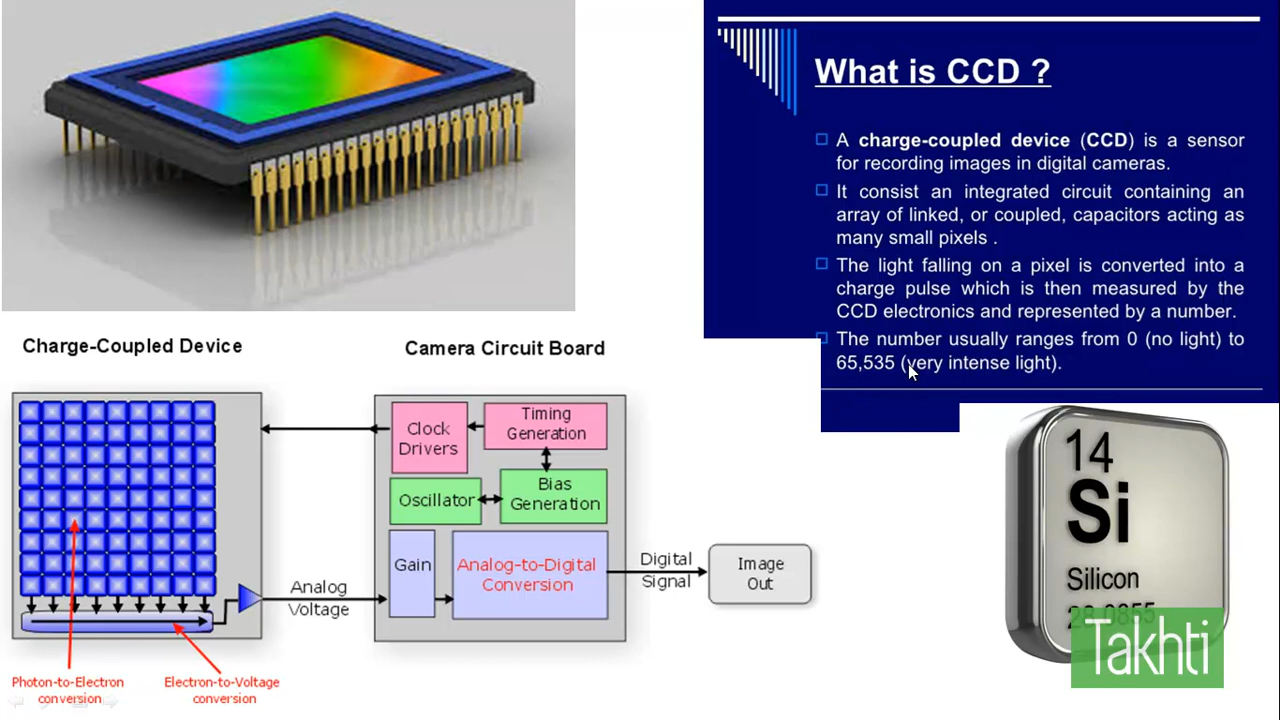 What is CCD ?
A charge-coupled device (CCD) is a sensor
for recording images in digital cameras.
It consist an integrated circuit containing an
array of linked, or coupled, capacitors acting as
many small pixels .
The light falling on a pixel is converted into a
charge pulse which is then measured by the
CCD electronics and represented by a number.
The number usually ranges from 0 (no light) to
65,535 (very intense light).
Charge-Coupled Device
Camera Circuit Board
Clock
Drivers
Timing
Generation
Oscillator
Bias
Generation
Gain
Analog-to-Digital
Conversion
Analog
Voltage
Digital
Signal
Image
Out
Photon-to-Electron
conversion
Electron-to-Voltage
conversion
14
Si
Silicon
28.0855
Takhti